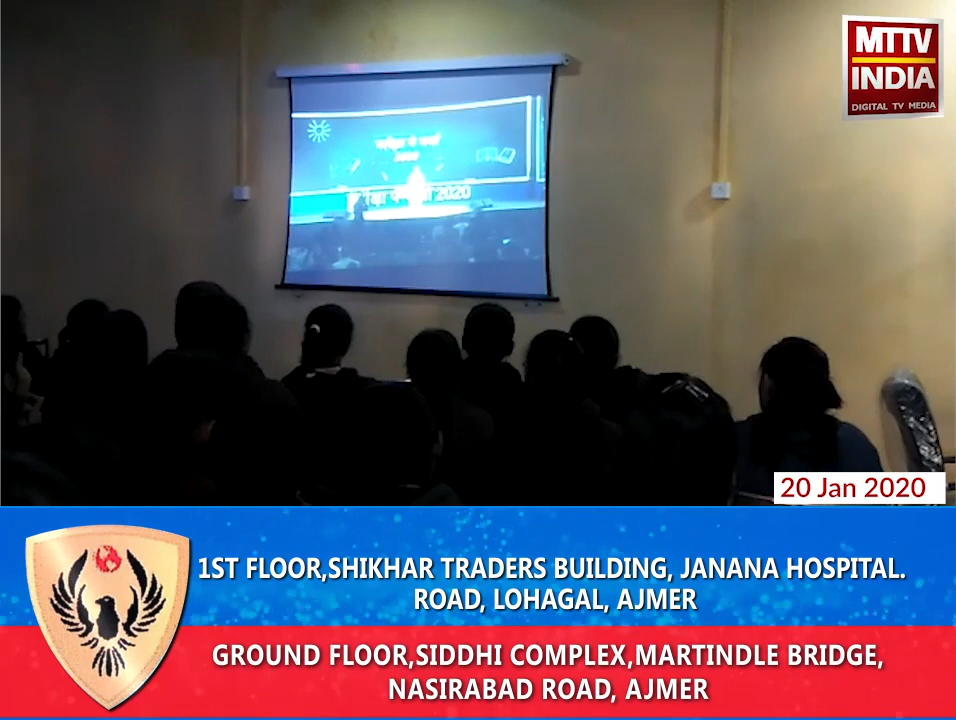 MTTV
INDIA
DIGITAL TV MEDIA
2020
20 Jan 2020
1ST FLOOR,SHIKHAR TRADERS BUILDING, JANANA HOSPITAL.
ROAD, LOHAGAL, AJMER
GROUND FLOOR,SIDDHI COMPLEX,MARTINDLE BRIDGE,
NASIRABAD ROAD, AJMER